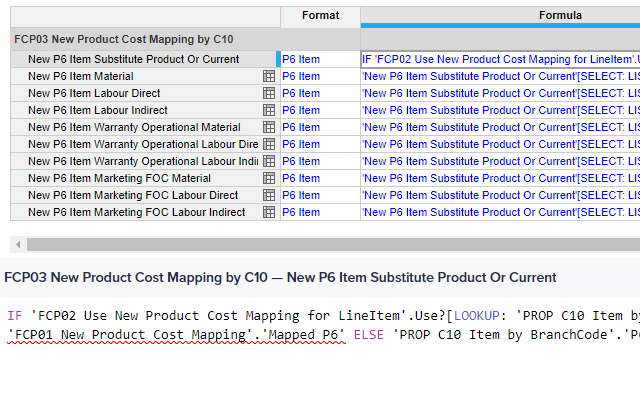 Format Formula
FCP03 New Product Cost Mapping by C10
New P6 Item Substitute Product Or Current P6 Item IF 'FCP02 Use New Product Cost Mapping for LineItem'.
New P6 Item Material P6 Item 'New P6 Item Substitute Product Or Current'[SELECT: LI
New P6 Item Labour Direct P6 Item 'New P6 Item Substitute Product Or Current'[SELECT: LI
New P6 Item Labour Indirect P6 Item 'New P6 Item Substitute Product Or Current'[SELECT: LI
New P6 Item Warranty Operational Material P6 Item 'New P6 Item Substitute Product Or Current'[SELECT: LI
New P6 Item Warranty Operational Labour Dire P6 Item 'New P6 Item Substitute Product Or Current'[SELECT: LI
New P6 Item Warranty Operational Labour Indi P6 Item 'New P6 Item Substitute Product Or Current'[SELECT: LI
New P6 Item Marketing FOC Material P6 Item 'New P6 Item Substitute Product Or Current'[SELECT: LI
New P6 Item Marketing FOC Labour Direct P6 Item 'New P6 Item Substitute Product Or Current'[SELECT: LI
New P6 Item Marketing FOC Labour Indirect P6 Item 'New P6 Item Substitute Product Or Current'[SELECT: LI
FCP03 New Product Cost Mapping by C10 — New P6 Item Substitute Product Or Current
IF 'FCP02 Use New Product Cost Mapping for LineItem'.Use?[LOOKUP: 'PROP C10 Item by
'FCP01 New Product Cost Mapping'.'Mapped P6' ELSE 'PROP C10 Item by BranchCode'.'P